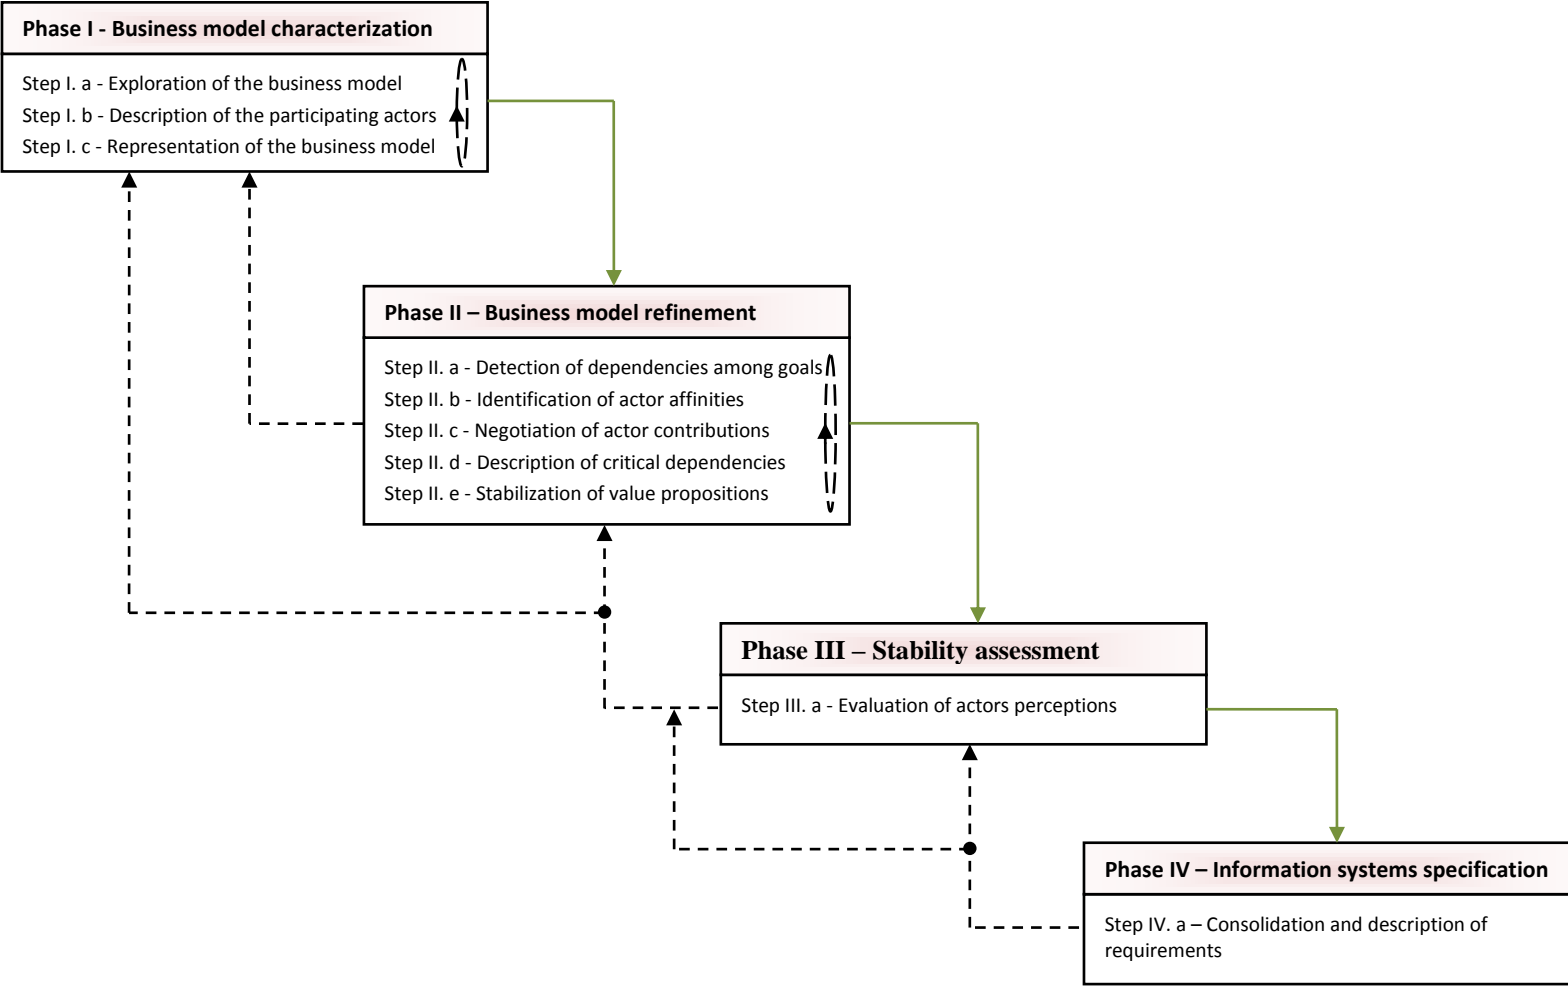 Phase I - Business model characterization
Step I. a - Exploration of the business model
Step I. b - Description of the participating actors
Step I. c - Representation of the business model
Phase II – Business model refinement
Step II. a - Detection of dependencies among goals
Step II. b - Identification of actor affinities
Step II. c - Negotiation of actor contributions
Step II. d - Description of critical dependencies
Step II. e - Stabilization of value propositions
Phase III – Stability assessment
Step III. a - Evaluation of actors perceptions
Phase IV – Information systems specification
Step IV. a – Consolidation and description of
requirements